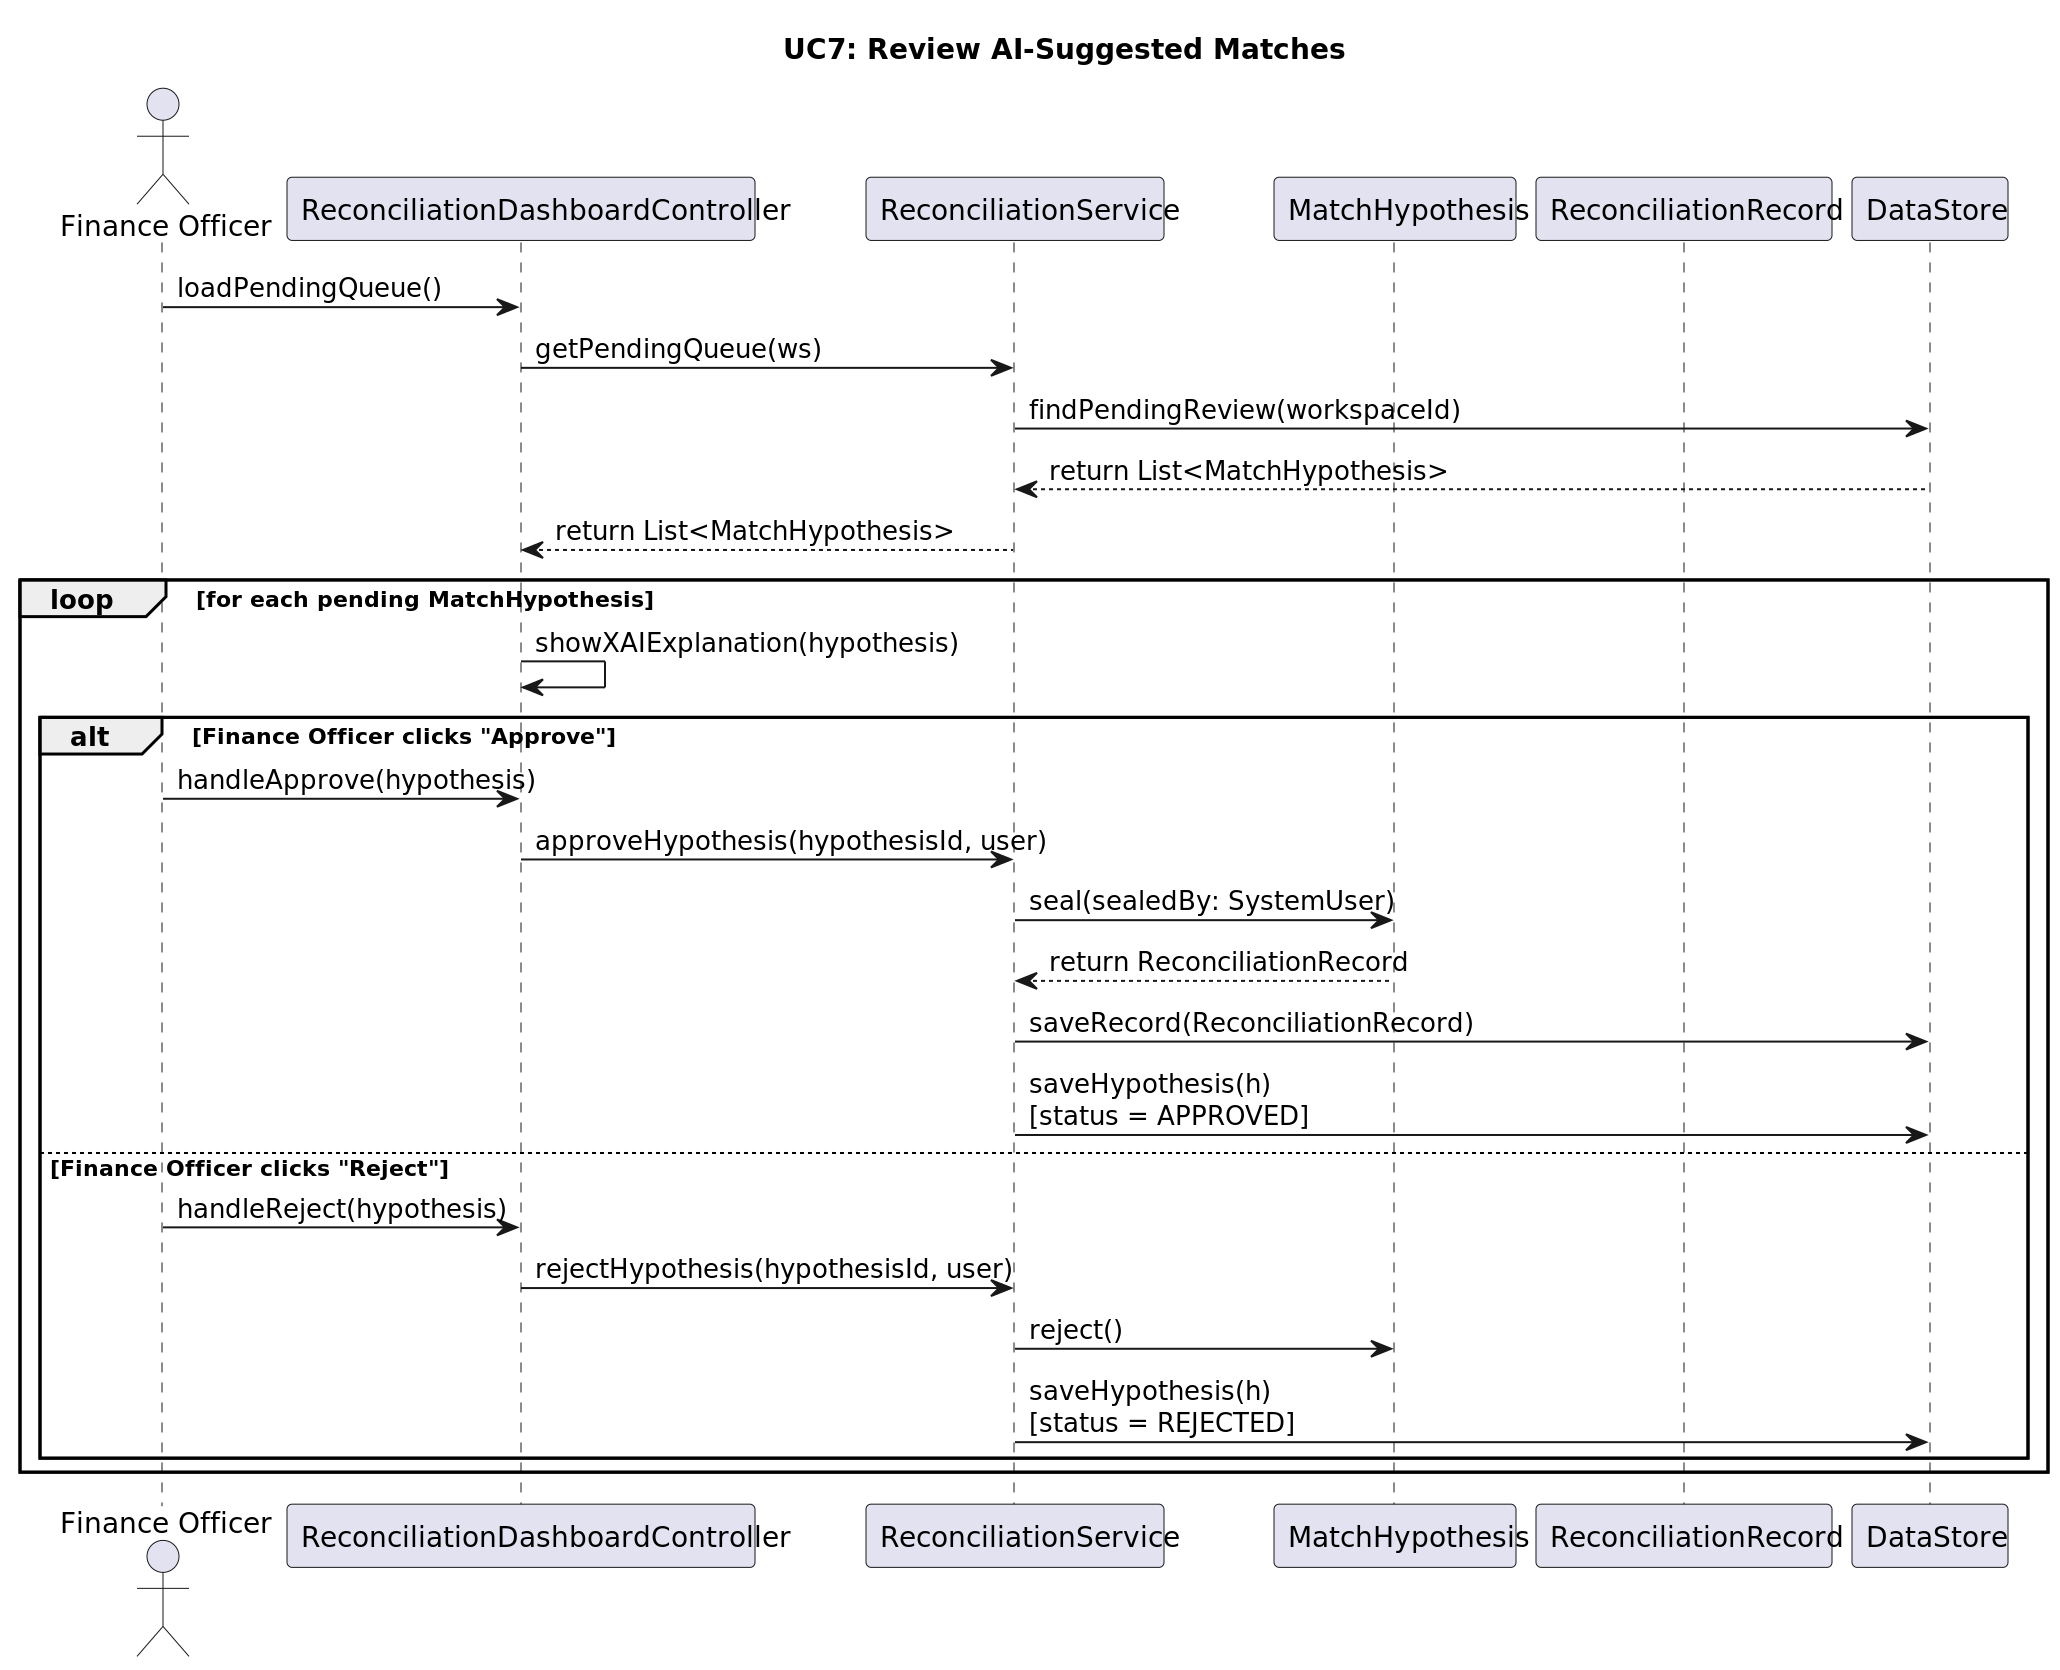 UC7: Review AI-Suggested Matches
Finance Officer
ReconciliationDashboardController
ReconciliationService
MatchHypothesis
ReconciliationRecord
DataStore
loadPendingQueue()
getPendingQueue(ws)
findPendingReview(workspaceId)
return List<MatchHypothesis>
return List<MatchHypothesis>
loop
[for each pending MatchHypothesis]
showXAIExplanation(hypothesis)
alt
[Finance Officer clicks "Approve"]
handleApprove(hypothesis)
approveHypothesis(hypothesisId, user)
seal(sealedBy: SystemUser)
return ReconciliationRecord
saveRecord(ReconciliationRecord)
saveHypothesis(h)
[status = APPROVED]
[Finance Officer clicks "Reject"]
handleReject(hypothesis)
rejectHypothesis(hypothesisId, user)
reject()
saveHypothesis(h)
[status = REJECTED]
Finance Officer
ReconciliationDashboardController
ReconciliationService
MatchHypothesis
ReconciliationRecord
DataStore